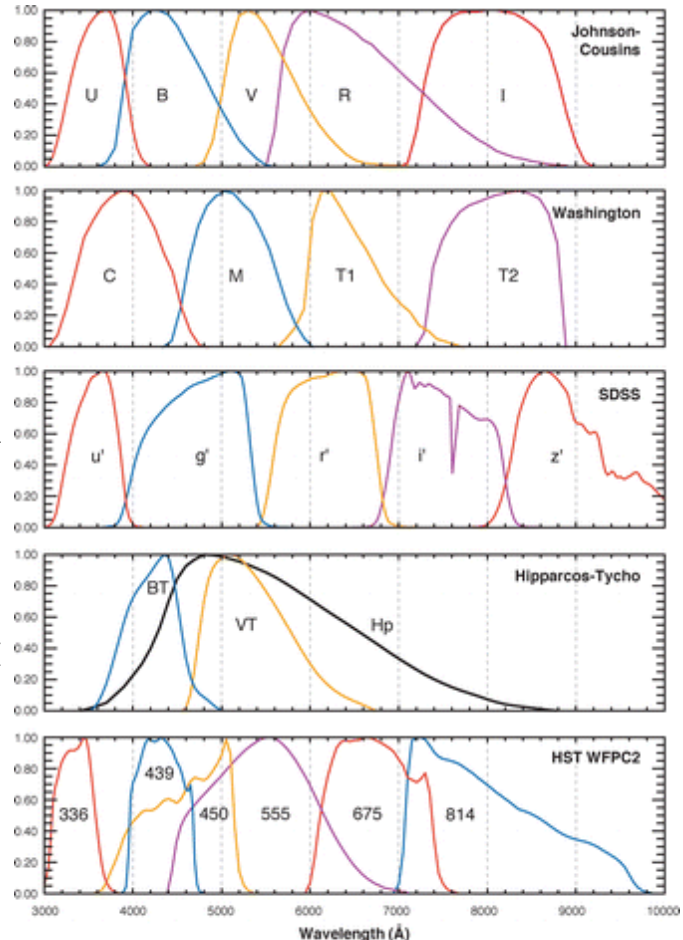 1.00
0.80
0.60
0.40
0.20
0.00
Johnson-
Cousins
U B V R I
1.00
0.80
0.60
0.40
0.20
0.00
Washington
C M T1 T2
1.00
0.80
0.60
0.40
0.20
0.00
SDSS
u' g' r' i' z'
1.00
0.80
0.60
0.40
0.20
0.00
Hipparcos-Tycho
BT
VT Hp
1.00
0.80
0.60
0.40
0.20
0.00
HST WFPC2
439
336 450 555 675 814
3000 4000 5000 6000 7000 8000 9000 10000
Wavelength (Å)